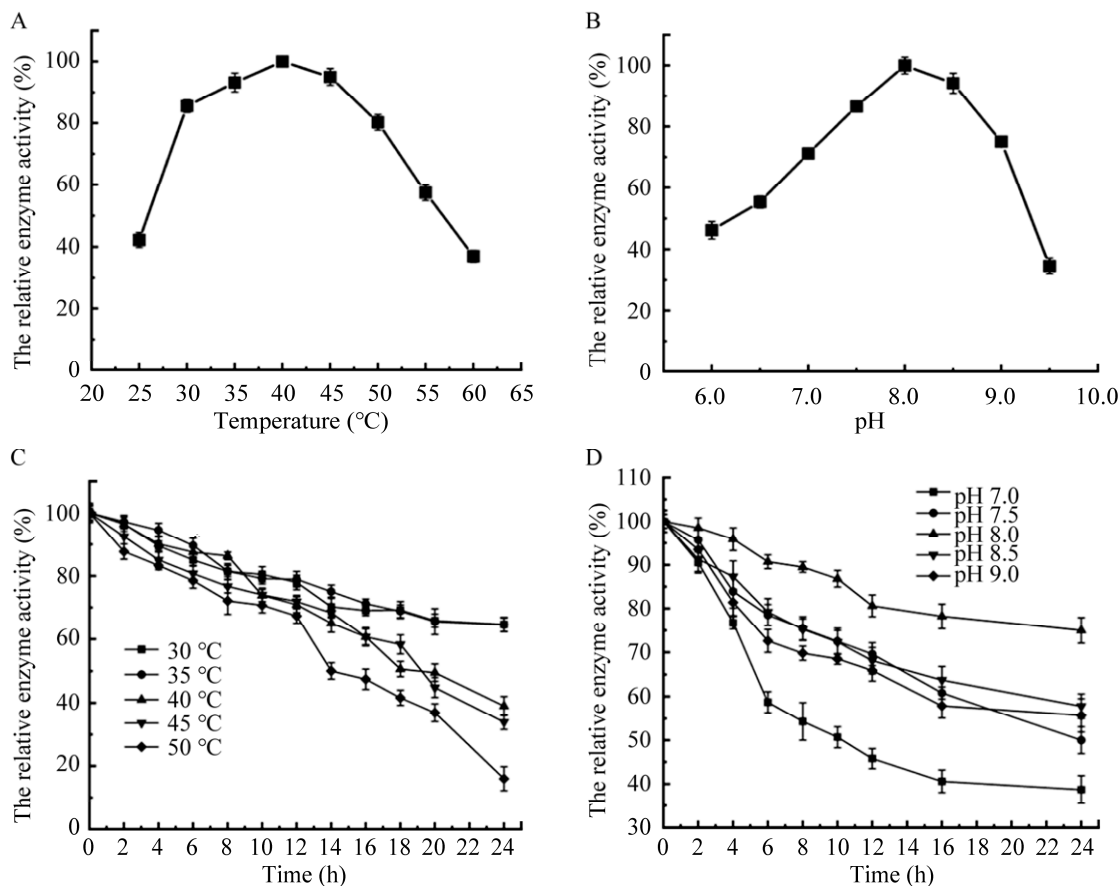 A
The relative enzyme activity (%)
100
80
60
40
20
0
20 25 30 35 40 45 50 55 60 65
Temperature (°C)
B
The relative enzyme activity (%)
100
80
60
40
20
0
6.0 7.0 8.0 9.0 10.0
pH
C
The relative enzyme activity (%)
100
80
60
40
20
0
30 °C
35 °C
40 °C
45 °C
50 °C
0 2 4 6 8 10 12 14 16 18 20 22 24
Time (h)
D
The relative enzyme activity (%)
110
100
90
80
70
60
50
40
30
pH 7.0
pH 7.5
pH 8.0
pH 8.5
pH 9.0
0 2 4 6 8 10 12 14 16 18 20 22 24
Time (h)